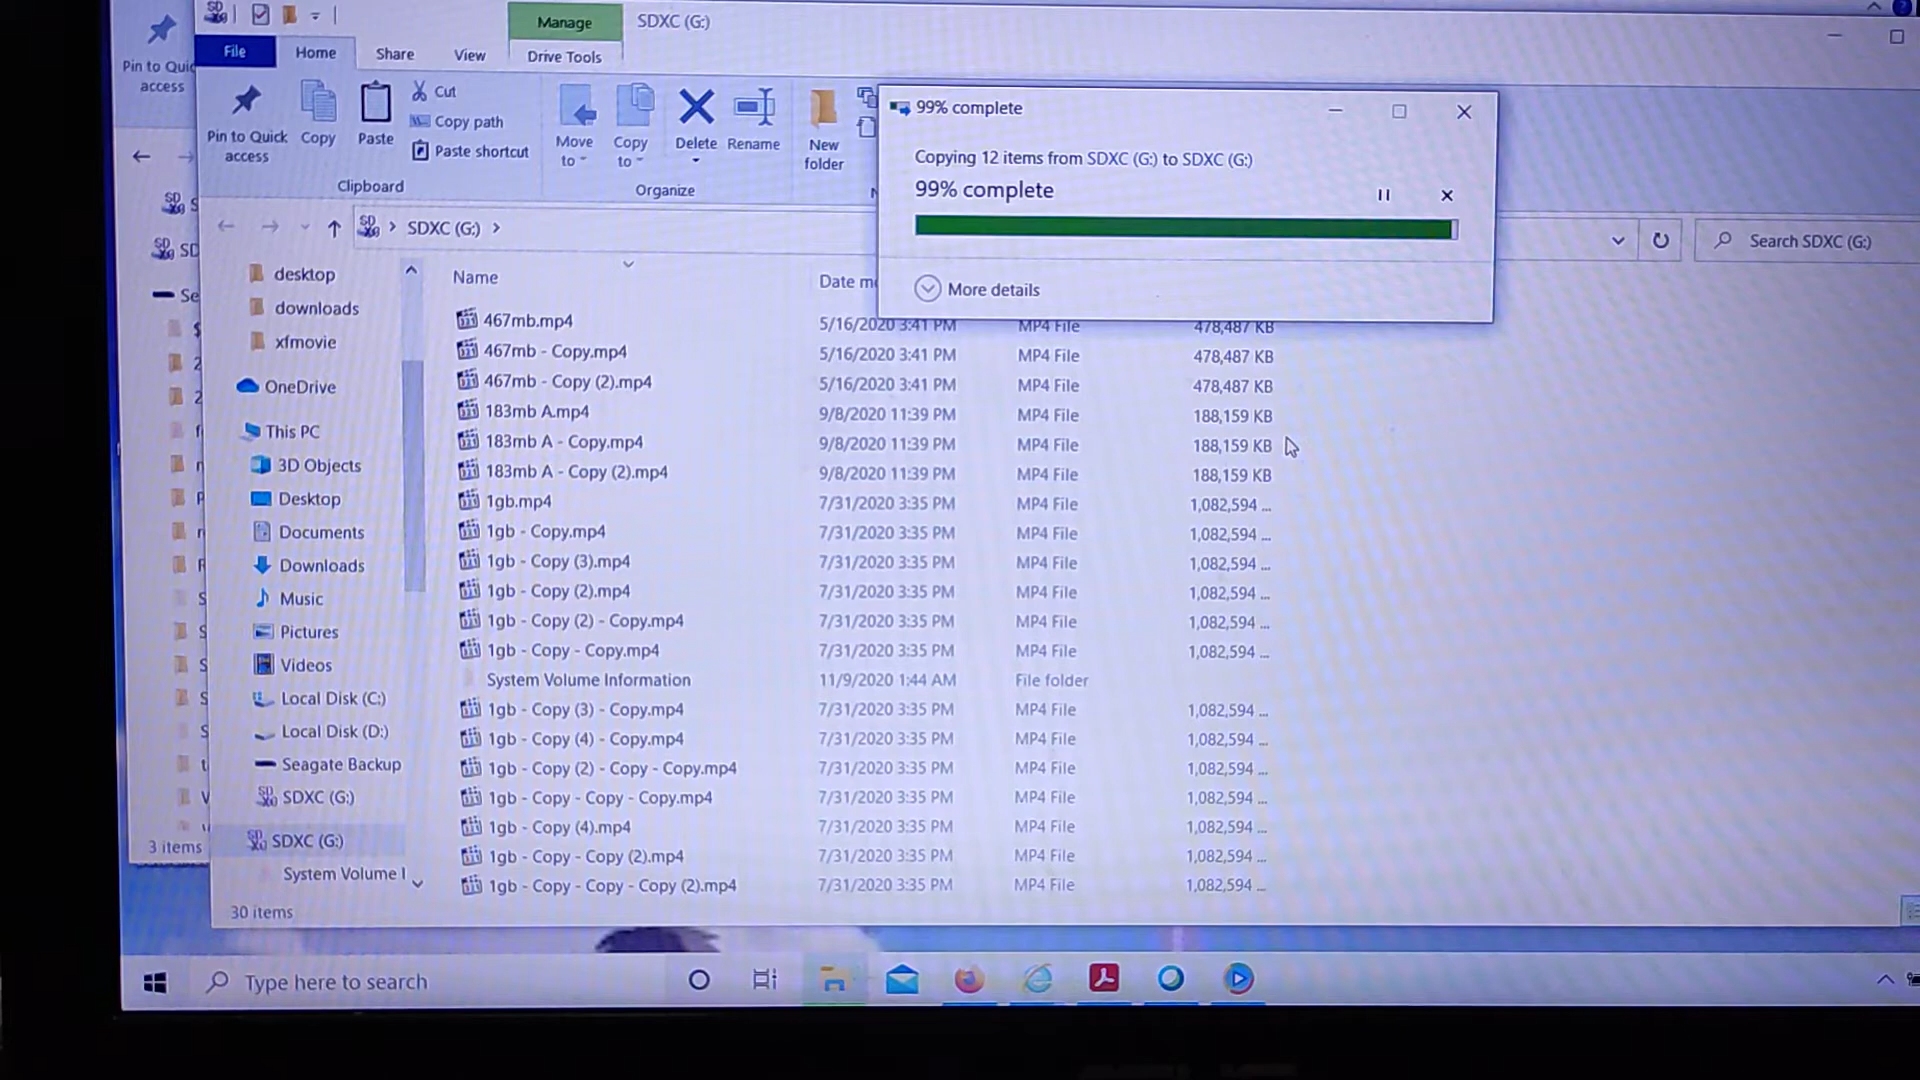 Manage
SDXC (G:)
File
Home
Share
View
Drive Tools
Pin to Quick access
Copy
Paste
Cut
Copy path
Paste shortcut
Move to
Copy to
Delete
Rename
New folder
Clipboard
Organize
99% complete
Copying 12 items from SDXC (G:) to SDXC (G:)
99% complete
More details
SDXC (G:)
Search SDXC (G:)
desktop
downloads
xfmovie
OneDrive
This PC
3D Objects
Desktop
Documents
Downloads
Music
Pictures
Videos
Local Disk (C:)
Local Disk (D:)
Seagate Backup
SDXC (G:)
SDXC (G:)
System Volume I
Name
467mb.mp4 5/16/2020 3:41 PM MP4 File 478,487 KB
467mb - Copy.mp4 5/16/2020 3:41 PM MP4 File 478,487 KB
467mb - Copy (2).mp4 5/16/2020 3:41 PM MP4 File 478,487 KB
183mb A.mp4 9/8/2020 11:39 PM MP4 File 188,159 KB
183mb A - Copy.mp4 9/8/2020 11:39 PM MP4 File 188,159 KB
183mb A - Copy (2).mp4 9/8/2020 11:39 PM MP4 File 188,159 KB
1gb.mp4 7/31/2020 3:35 PM MP4 File 1,082,594 ...
1gb - Copy.mp4 7/31/2020 3:35 PM MP4 File 1,082,594 ...
1gb - Copy (3).mp4 7/31/2020 3:35 PM MP4 File 1,082,594 ...
1gb - Copy (2).mp4 7/31/2020 3:35 PM MP4 File 1,082,594 ...
1gb - Copy (2) - Copy.mp4 7/31/2020 3:35 PM MP4 File 1,082,594 ...
1gb - Copy - Copy.mp4 7/31/2020 3:35 PM MP4 File 1,082,594 ...
System Volume Information 11/9/2020 1:44 AM File folder
1gb - Copy (3) - Copy.mp4 7/31/2020 3:35 PM MP4 File 1,082,594 ...
1gb - Copy (4) - Copy.mp4 7/31/2020 3:35 PM MP4 File 1,082,594 ...
1gb - Copy (2) - Copy - Copy.mp4 7/31/2020 3:35 PM MP4 File 1,082,594 ...
1gb - Copy - Copy - Copy.mp4 7/31/2020 3:35 PM MP4 File 1,082,594 ...
1gb - Copy (4).mp4 7/31/2020 3:35 PM MP4 File 1,082,594 ...
1gb - Copy - Copy (2).mp4 7/31/2020 3:35 PM MP4 File 1,082,594 ...
1gb - Copy - Copy - Copy (2).mp4 7/31/2020 3:35 PM MP4 File 1,082,594 ...
3 items
30 items
Type here to search